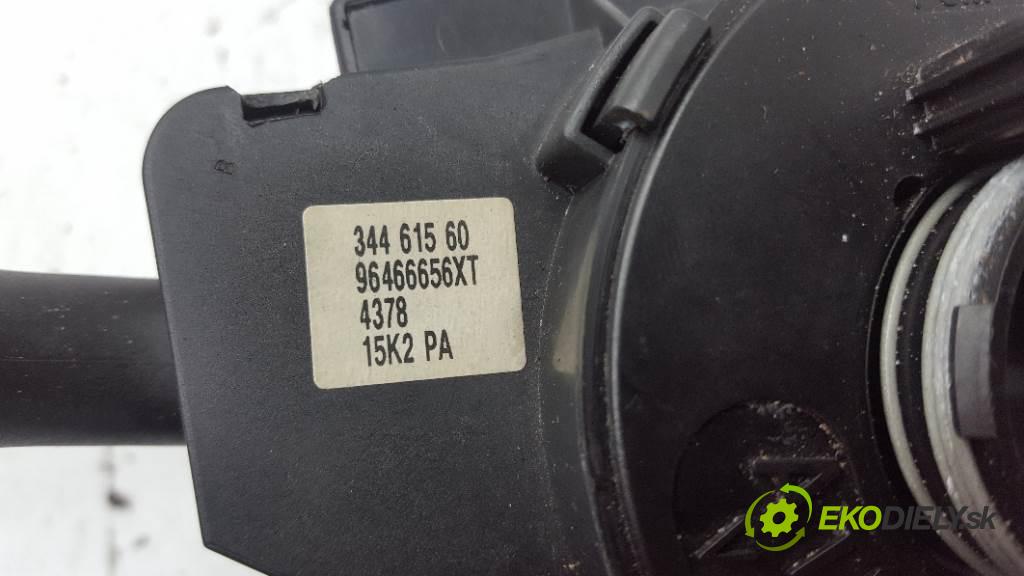 344 615 60
96466656XT
4378
15K2 PA
EKODIELY.sk